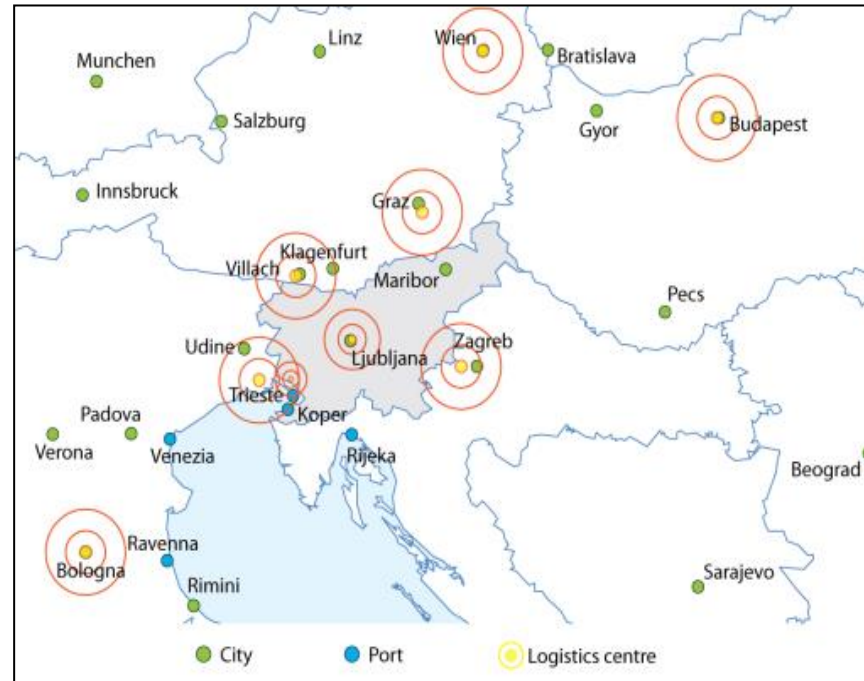 Linz
Wien
Munchen
Bratislava
Salzburg
Gyor
Budapest
Innsbruck
Graz
Klagenfurt
Villach
Maribor
Pecs
Udine
Ljubljana
Zagreb
Trieste
Koper
Padova
Verona
Venezia
Rijeka
Beograd
Ravenna
Bologna
Rimini
Sarajevo
City
Port
Logistics centre